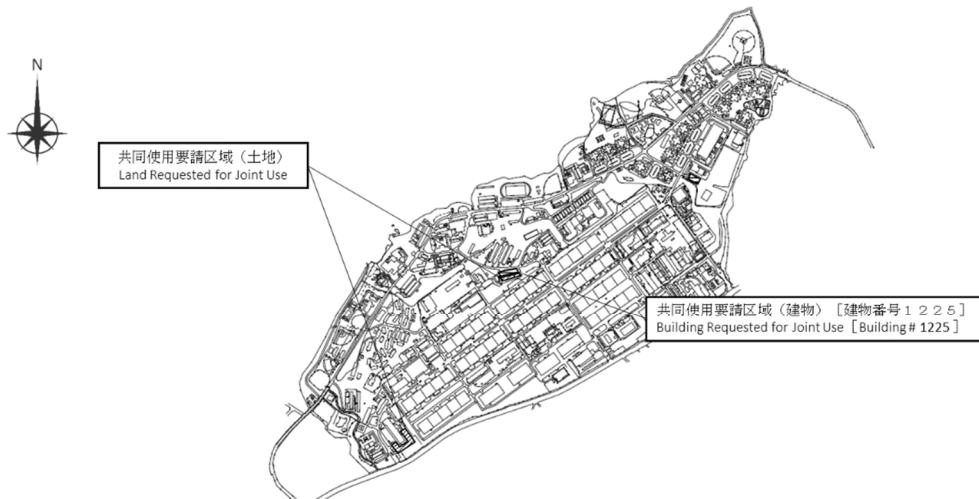 N
共同使用要請区域（土地）
Land Requested for Joint Use
共同使用要請区域（建物）［建物番号１２２５］
Building Requested for Joint Use［Building # 1225］